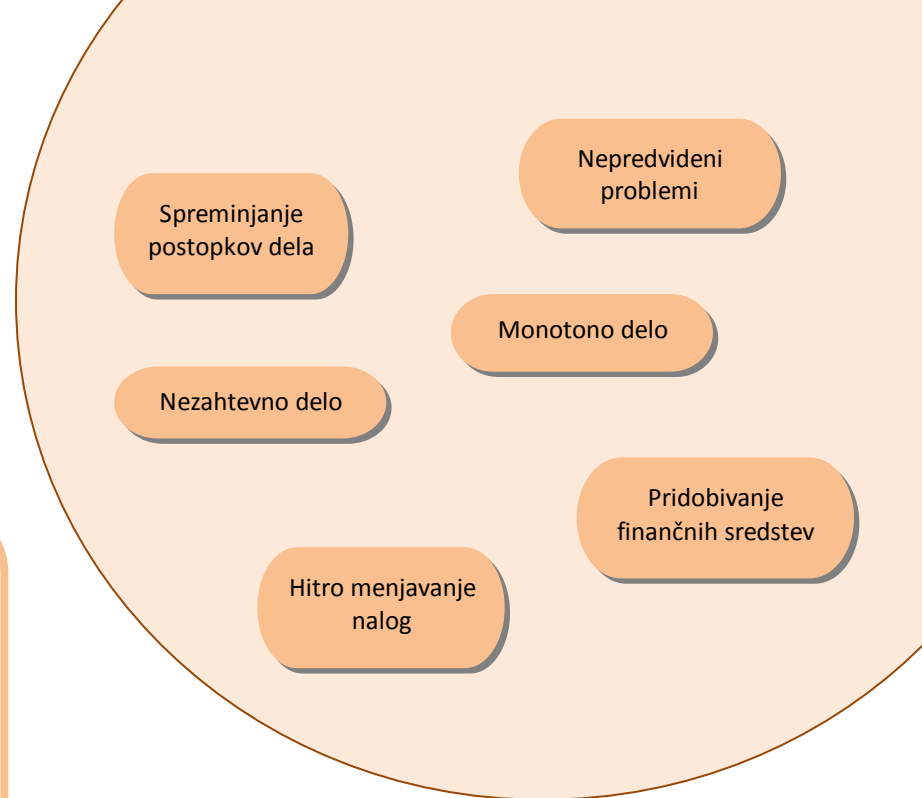 Nepredvideni
problemi
Spreminjanje
postopkov dela
Monotono delo
Nezahtevno delo
Pridobivanje
finančnih sredstev
Hitro menjavanje
nalog